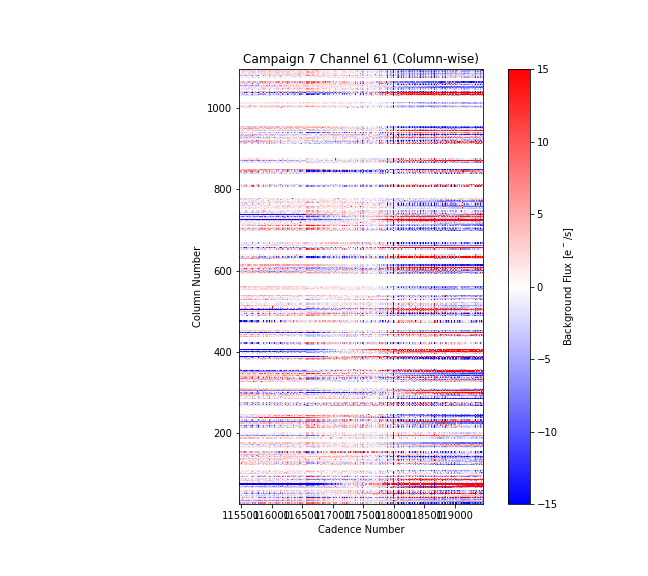 Campaign 7 Channel 61 (Column-wise)
1000
800
600
400
200
Column Number
115500 116000 116500 117000 117500 118000 118500 119000
Cadence Number
15
10
5
0
−5
−10
−15
Background Flux [e⁻/s]